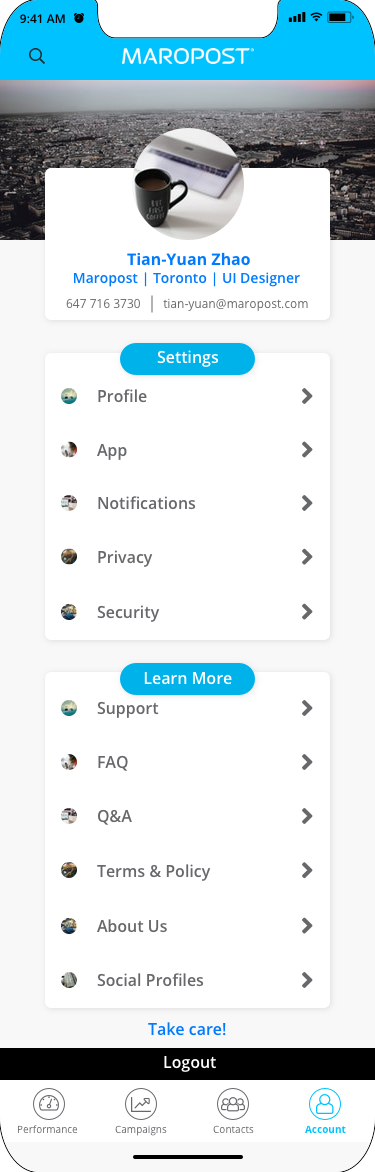 9:41 AM
MAROPOST
Tian-Yuan Zhao
Maropost | Toronto | UI Designer
647 716 3730 | tian-yuan@maropost.com
Settings
Profile
App
Notifications
Privacy
Security
Learn More
Support
FAQ
Q&A
Terms & Policy
About Us
Social Profiles
Take care!
Logout
Performance Campaigns Contacts Account